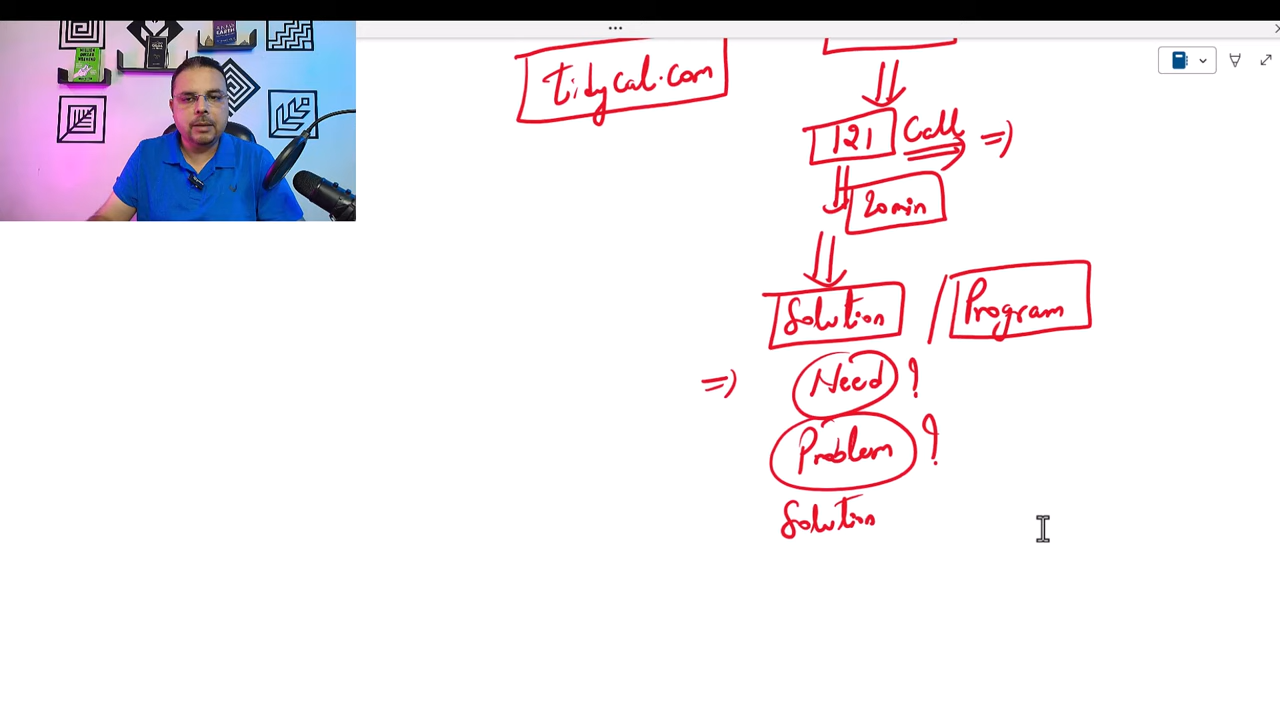 tidycal.com
121 Call =>
20min
Solution / Program
=> Need ?
Problem ?
Solution